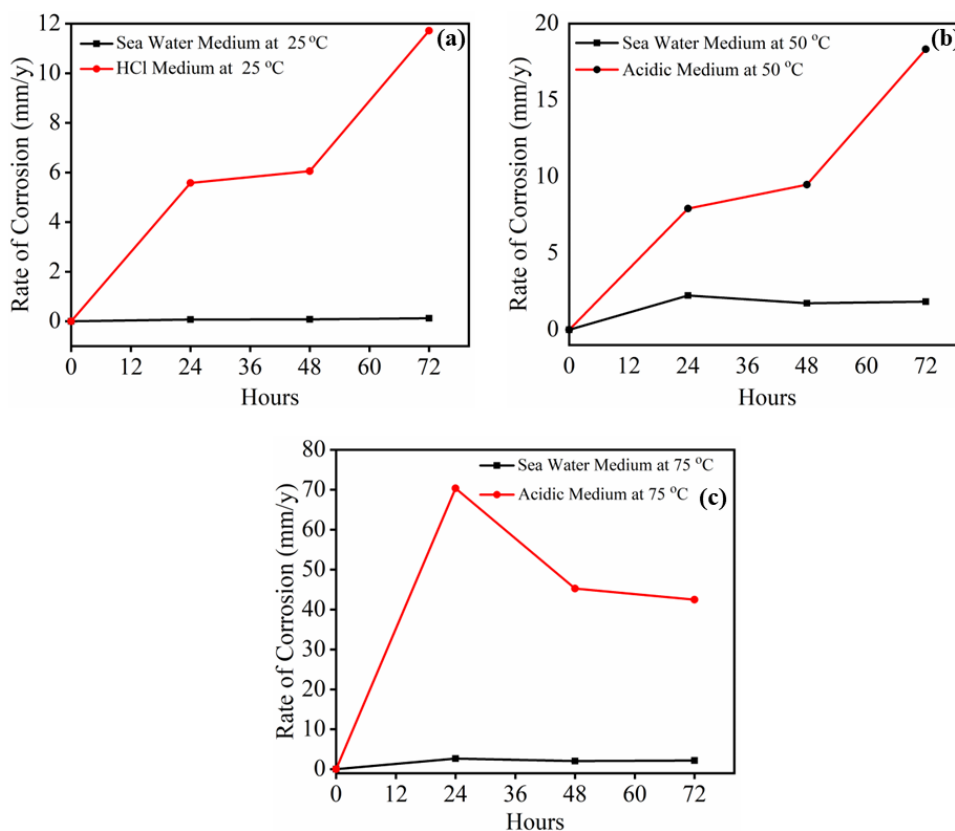 (a)
Sea Water Medium at 25 °C
HCl Medium at 25 °C
Rate of Corrosion (mm/y)
12
10
8
6
4
2
0
0 12 24 36 48 60 72
Hours
(b)
Sea Water Medium at 50 °C
Acidic Medium at 50 °C
Rate of Corrosion (mm/y)
20
15
10
5
0
0 12 24 36 48 60 72
Hours
Sea Water Medium at 75 °C
Acidic Medium at 75 °C
(c)
Rate of Corrosion (mm/y)
80
70
60
50
40
30
20
10
0
0 12 24 36 48 60 72
Hours